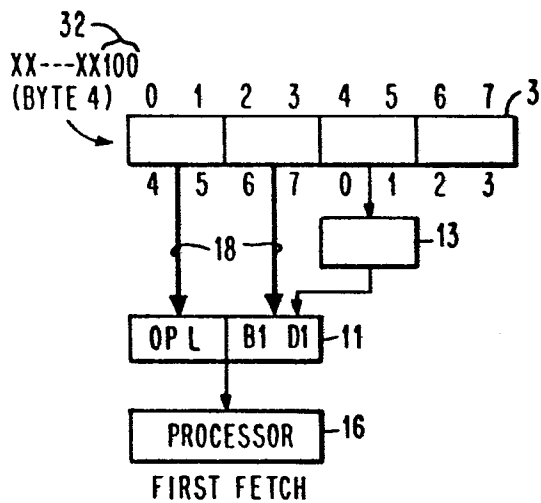 32
XX---XX100
(BYTE 4)
0 1 2 3 4 5 6 7
3
4 5 6 7 0 1 2 3
18
13
OP L B1 D1
11
PROCESSOR
16
FIRST FETCH